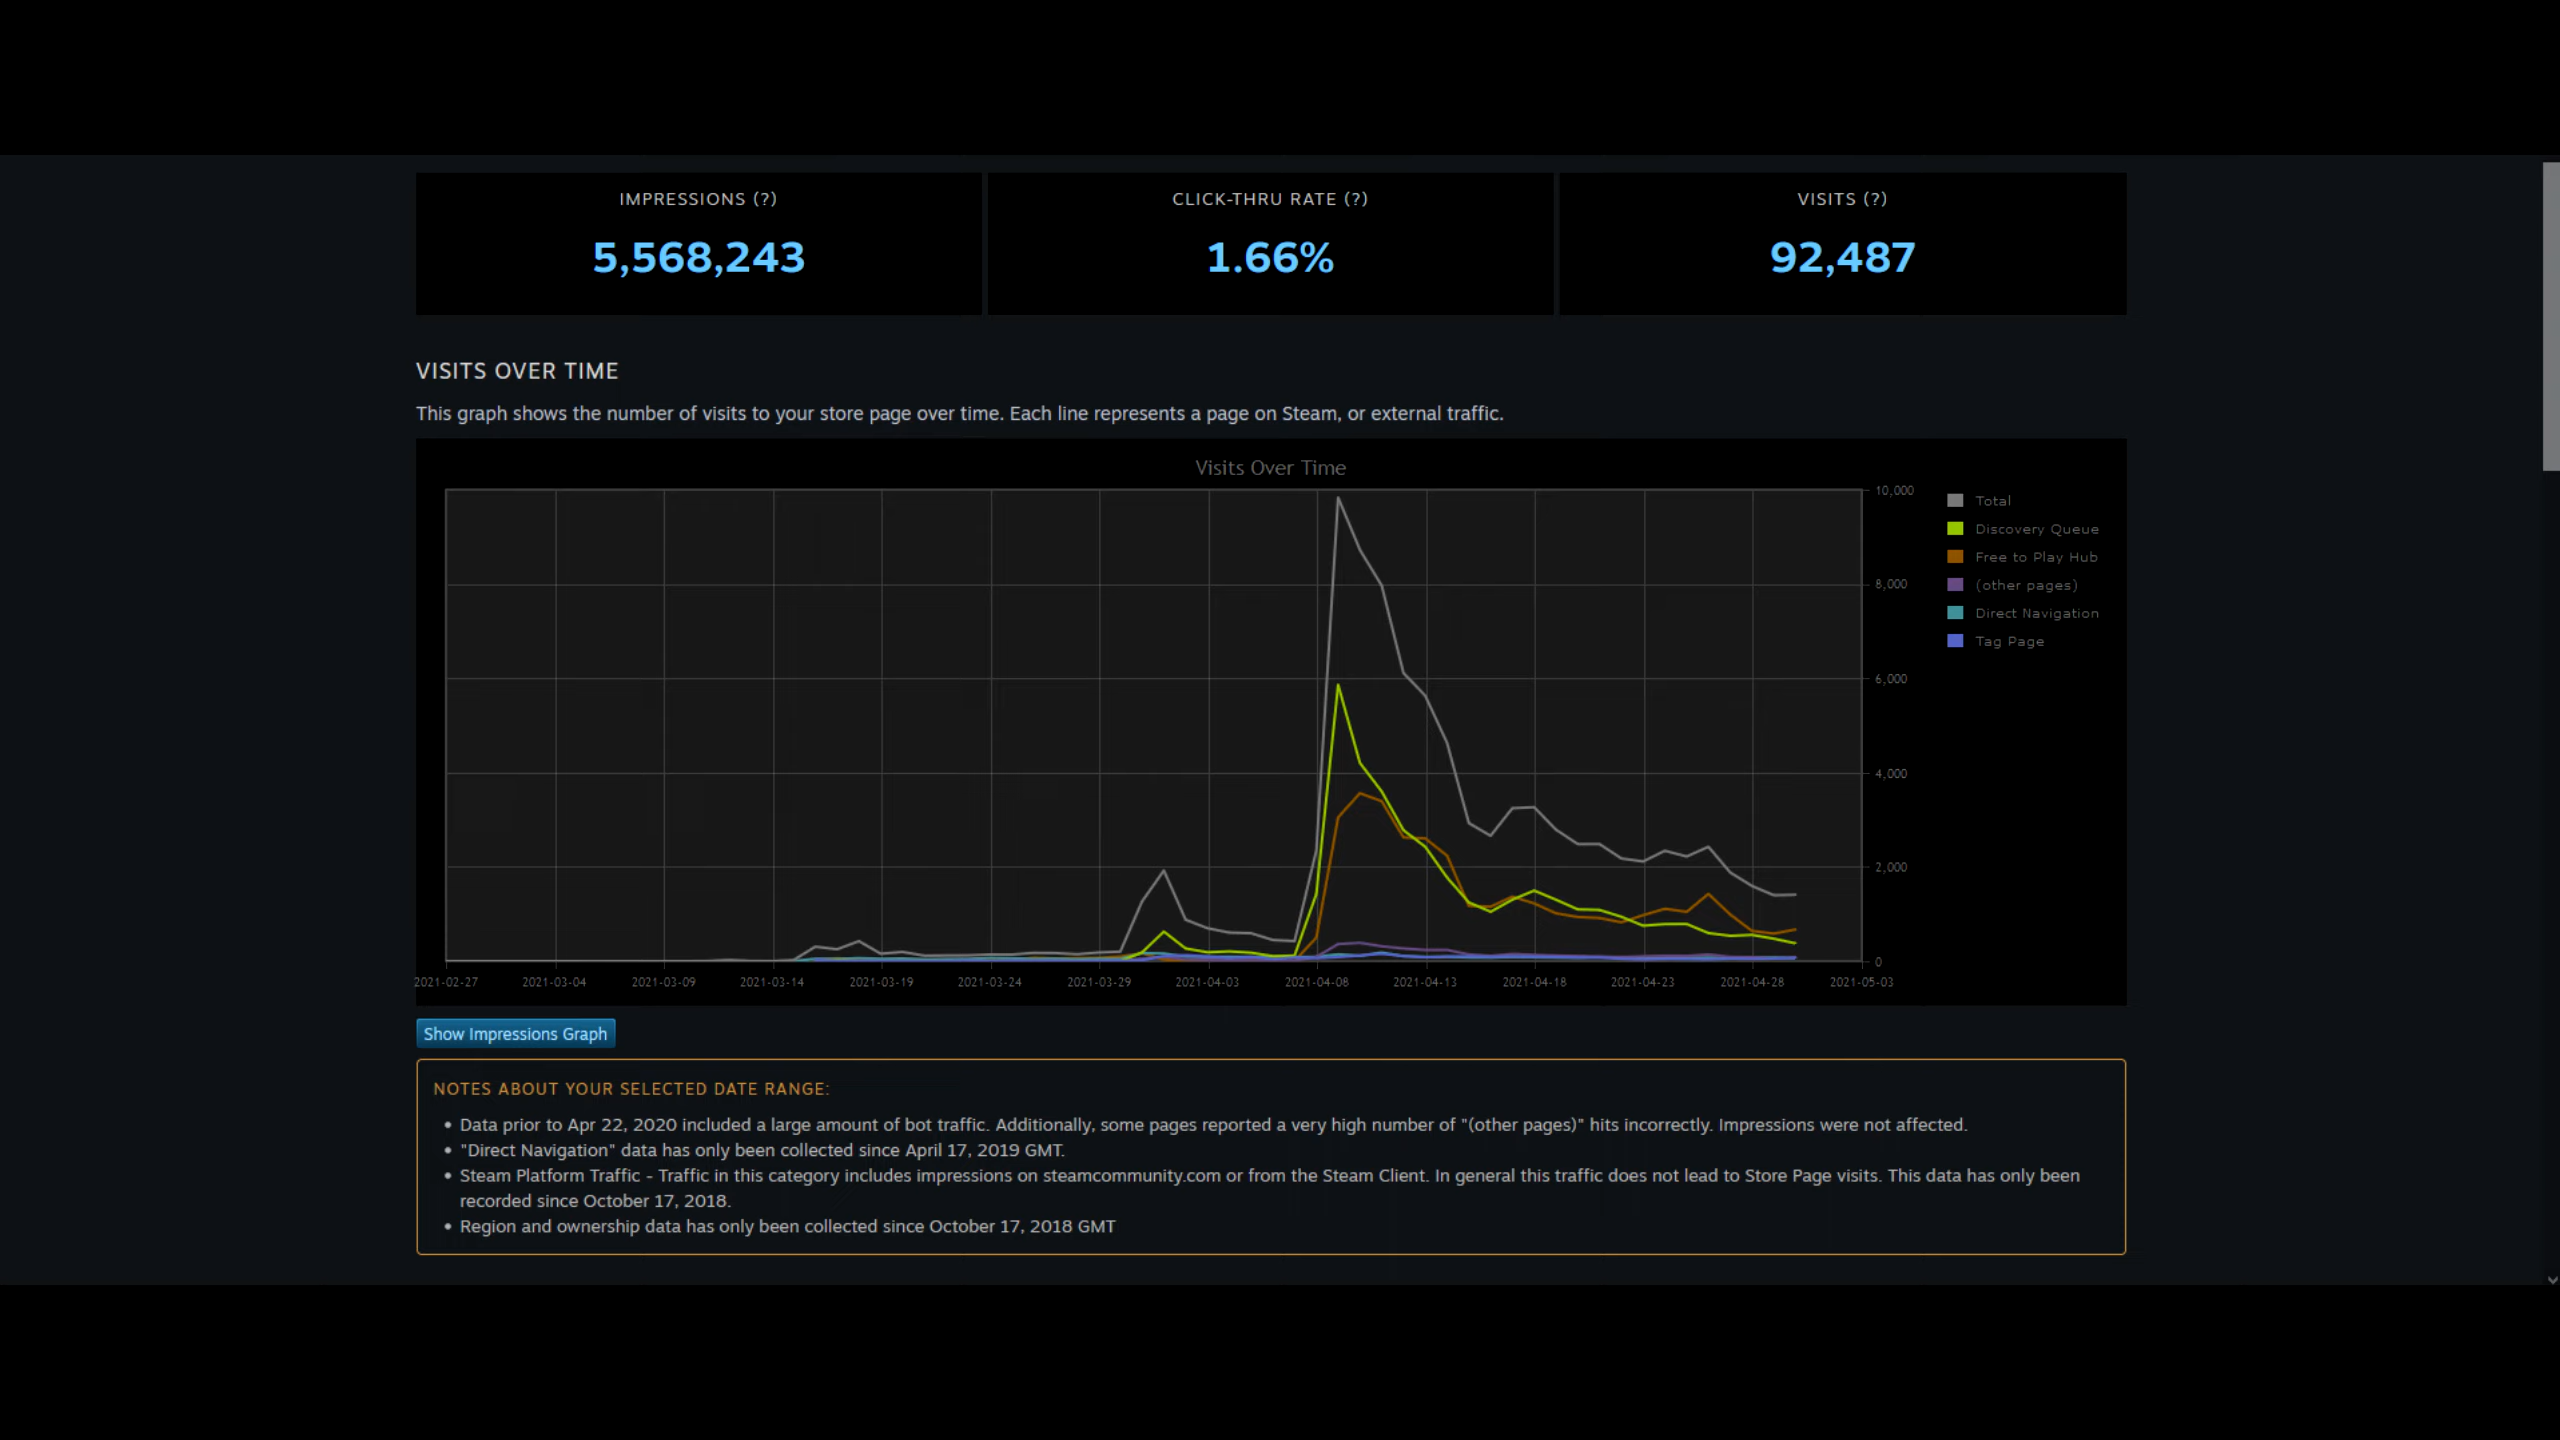 IMPRESSIONS (?)
5,568,243
CLICK-THRU RATE (?)
1.66%
VISITS (?)
92,487
VISITS OVER TIME
This graph shows the number of visits to your store page over time. Each line represents a page on Steam, or external traffic.
Visits Over Time
10,000
8,000
6,000
4,000
2,000
0
2021-02-27
2021-03-04
2021-03-09
2021-03-14
2021-03-19
2021-03-24
2021-03-29
2021-04-03
2021-04-08
2021-04-13
2021-04-18
2021-04-23
2021-04-28
2021-05-03
Total
Discovery Queue
Free to Play Hub
(other pages)
Direct Navigation
Tag Page
Show Impressions Graph
NOTES ABOUT YOUR SELECTED DATE RANGE:
• Data prior to Apr 22, 2020 included a large amount of bot traffic. Additionally, some pages reported a very high number of "(other pages)" hits incorrectly. Impressions were not affected.
• "Direct Navigation" data has only been collected since April 17, 2019 GMT.
• Steam Platform Traffic - Traffic in this category includes impressions on steamcommunity.com or from the Steam Client. In general this traffic does not lead to Store Page visits. This data has only been
recorded since October 17, 2018.
• Region and ownership data has only been collected since October 17, 2018 GMT